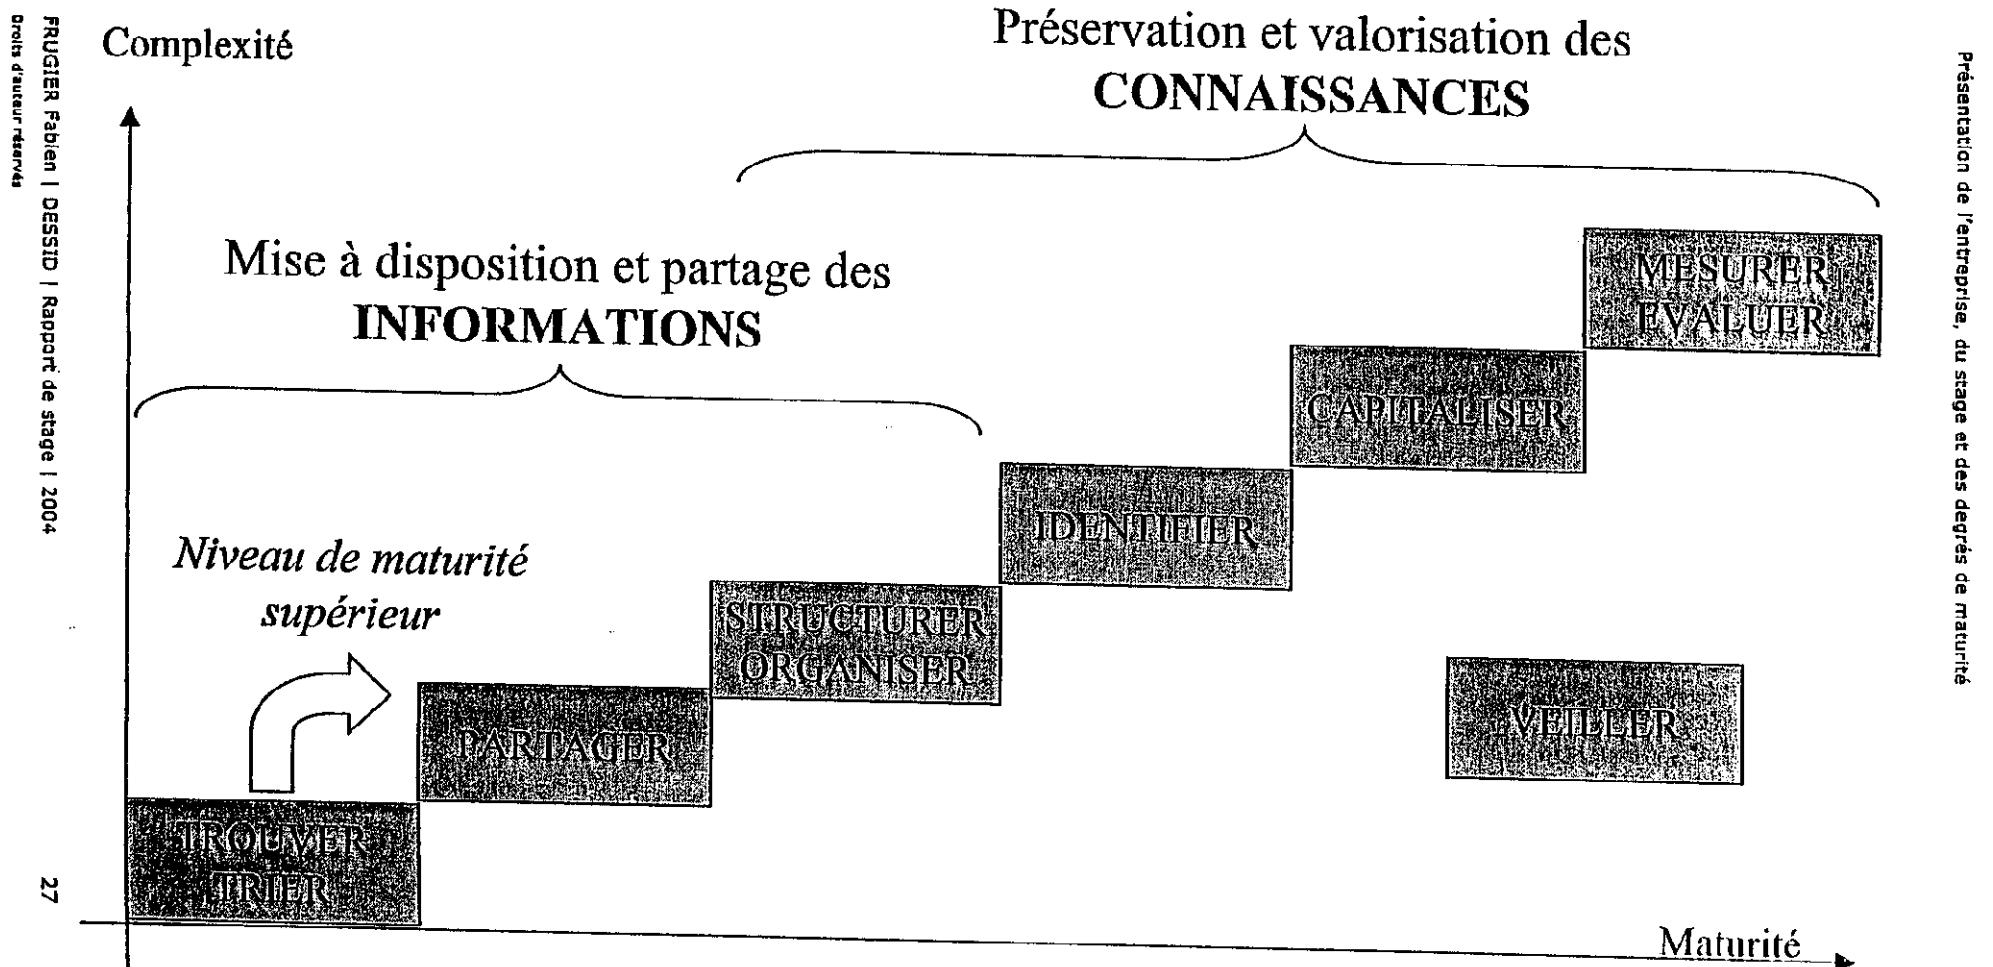 Présentation de l'entreprise, du stage et des degrés de maturité
Complexité
Préservation et valorisation des
CONNAISSANCES
Mise à disposition et partage des
INFORMATIONS
MESURER
EVALUER
CAPITALISER
IDENTIFIER
Niveau de maturité
supérieur
STRUCTURER
ORGANISER
PARTAGER
VEILLER
TROUVER
TRIER
Maturité
FRUGIER Fabien | DESSID | Rapport de stage | 2004
27
Droits d'auteur réservés